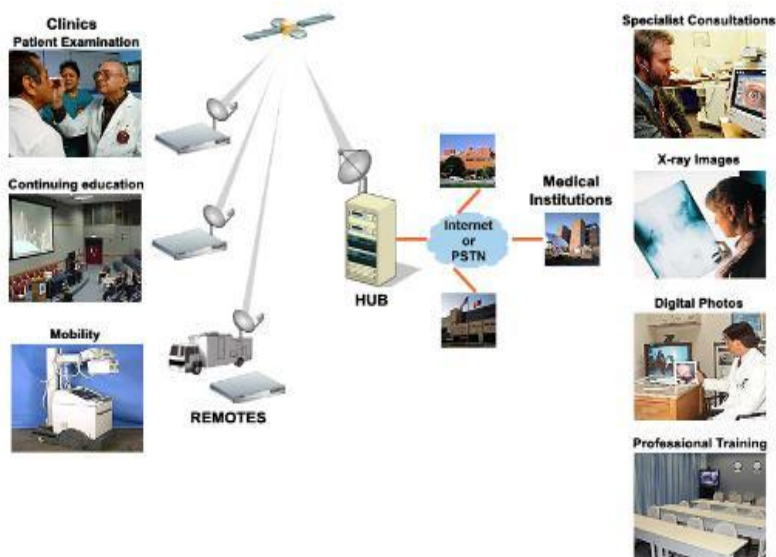 Clinics
Patient Examination
Continuing education
Mobility
REMOTES
HUB
Internet
or
PSTN
Medical
Institutions
Specialist Consultations
X-ray Images
Digital Photos
Professional Training